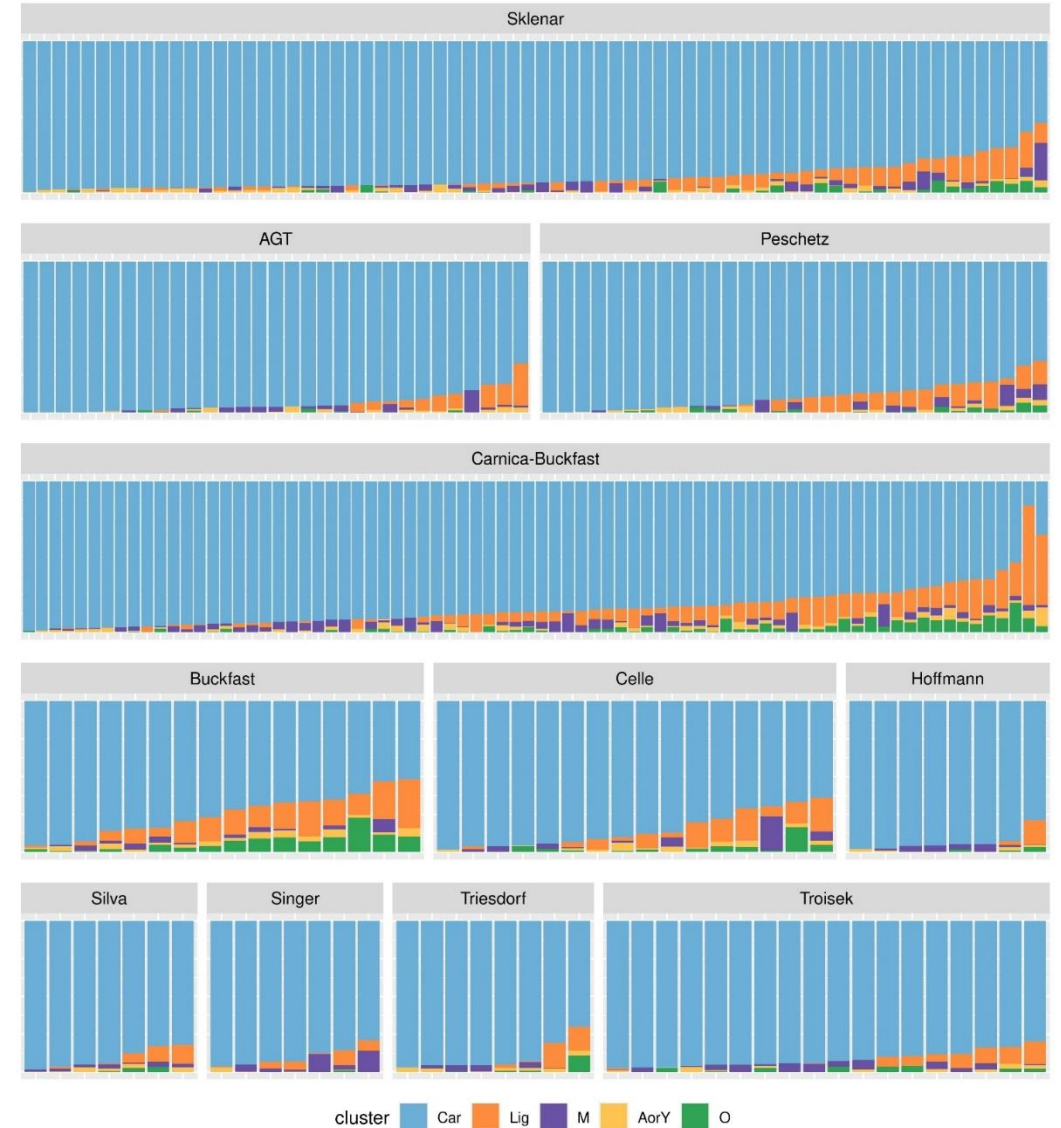 Sklenar
AGT Peschetz
Carnica-Buckfast
Buckfast Celle Hoffmann
Silva Singer Triesdorf Troisek
cluster Car Lig M AorY O